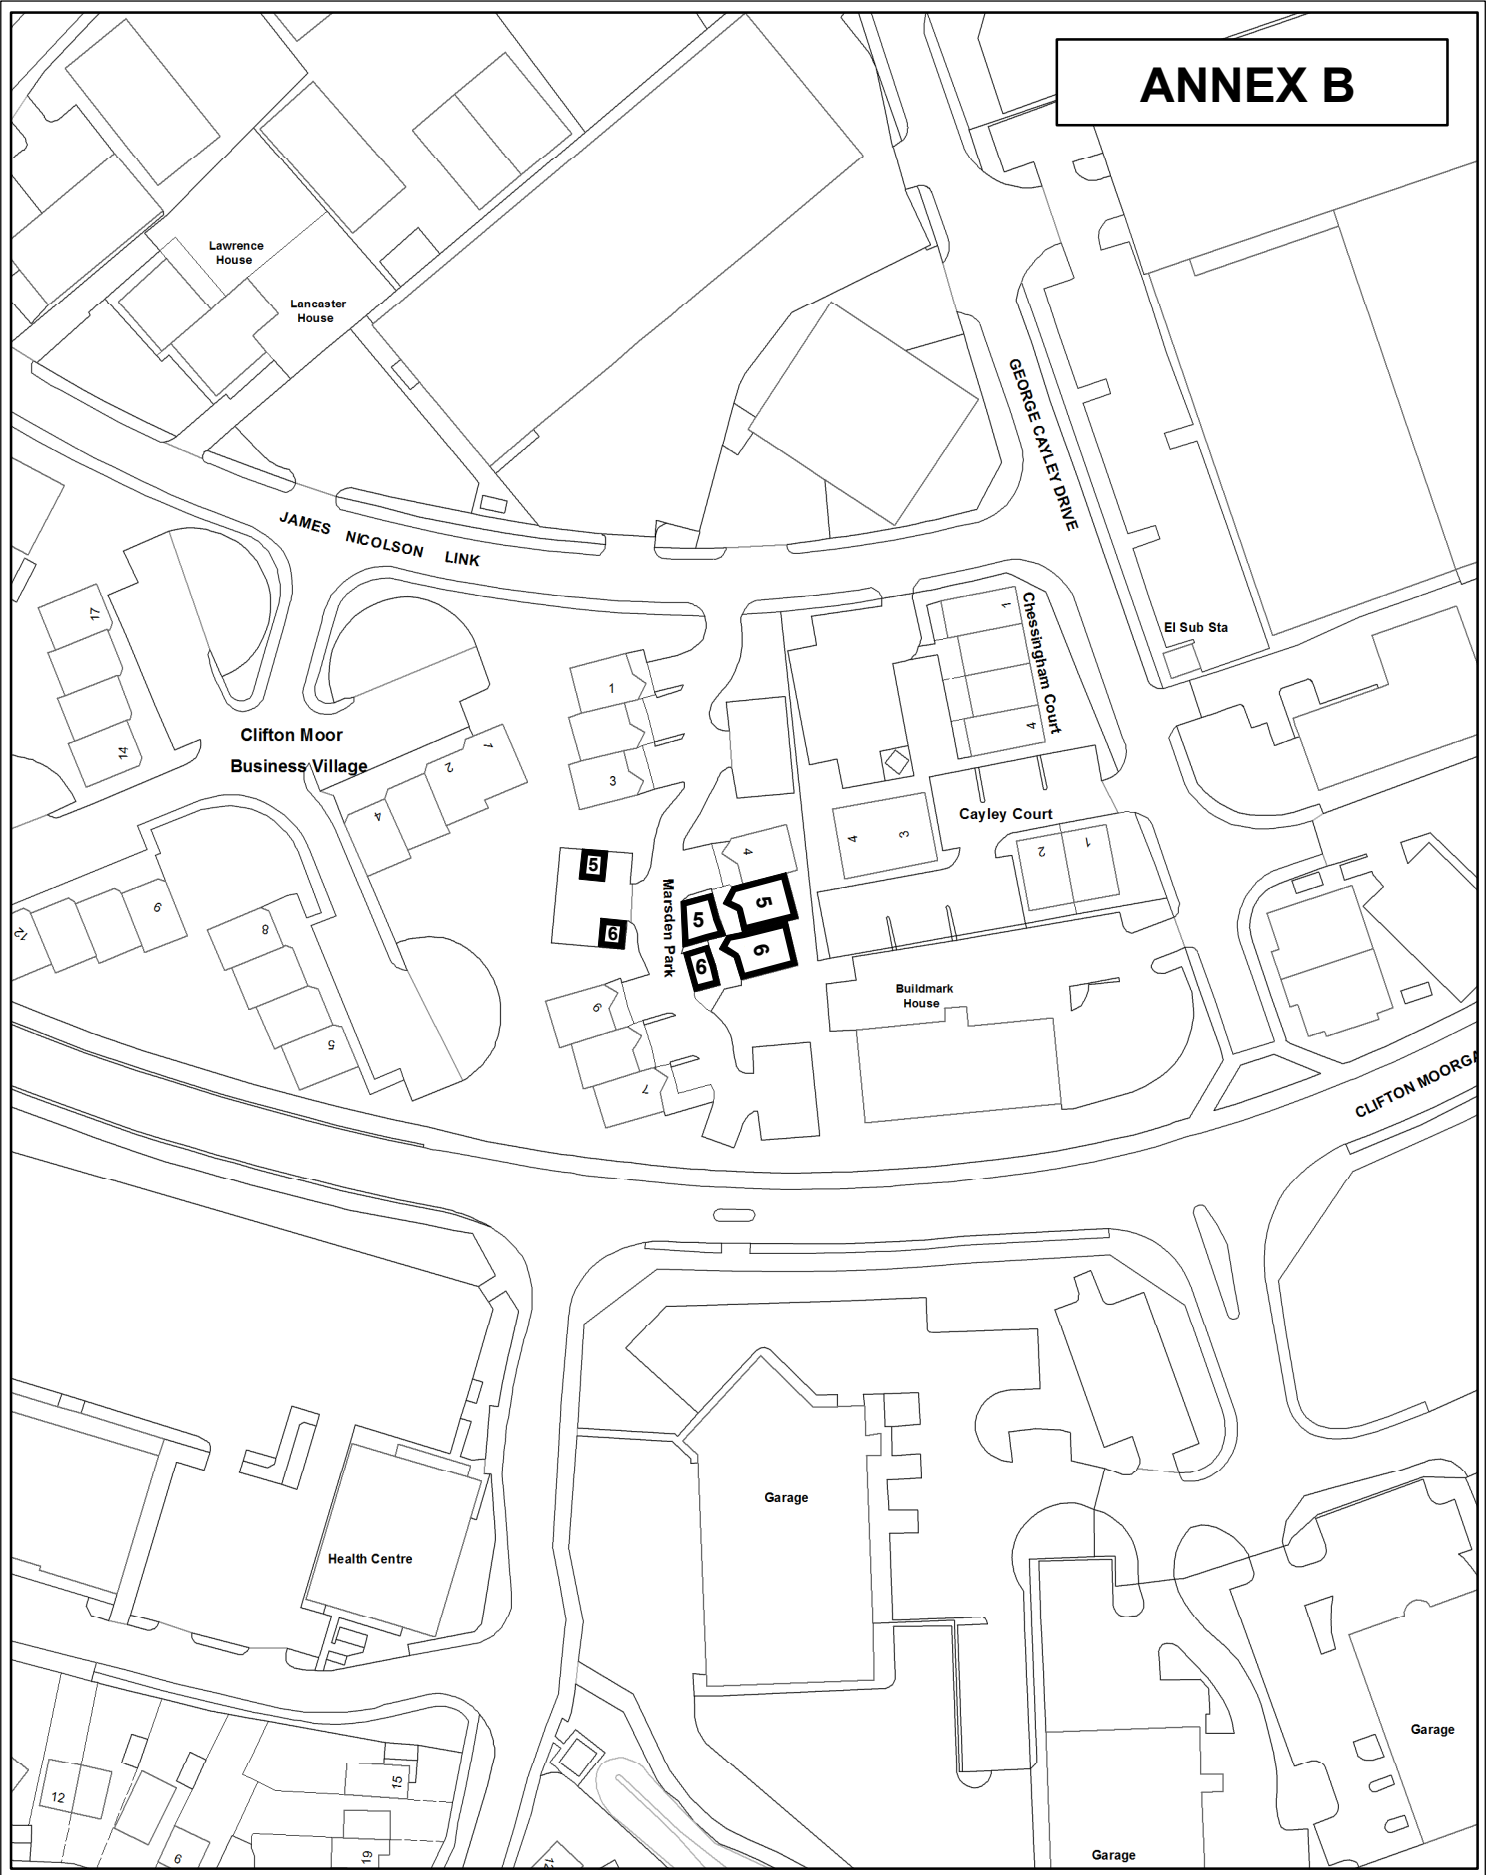 ANNEX B
Lawrence
House
Lancaster
House
GEORGE CAYLEY DRIVE
JAMES NICOLSON LINK
17
14
1
Chessingham Court
4
El Sub Sta
Clifton Moor
Business Village
1
2
4
1
3
4
3
Cayley Court
2
1
4
5
6
Marsden Park
5
6
5
6
9
12
8
5
9
7
Buildmark
House
CLIFTON MOORGA
Garage
Health Centre
Garage
12
6
15
19
Garage